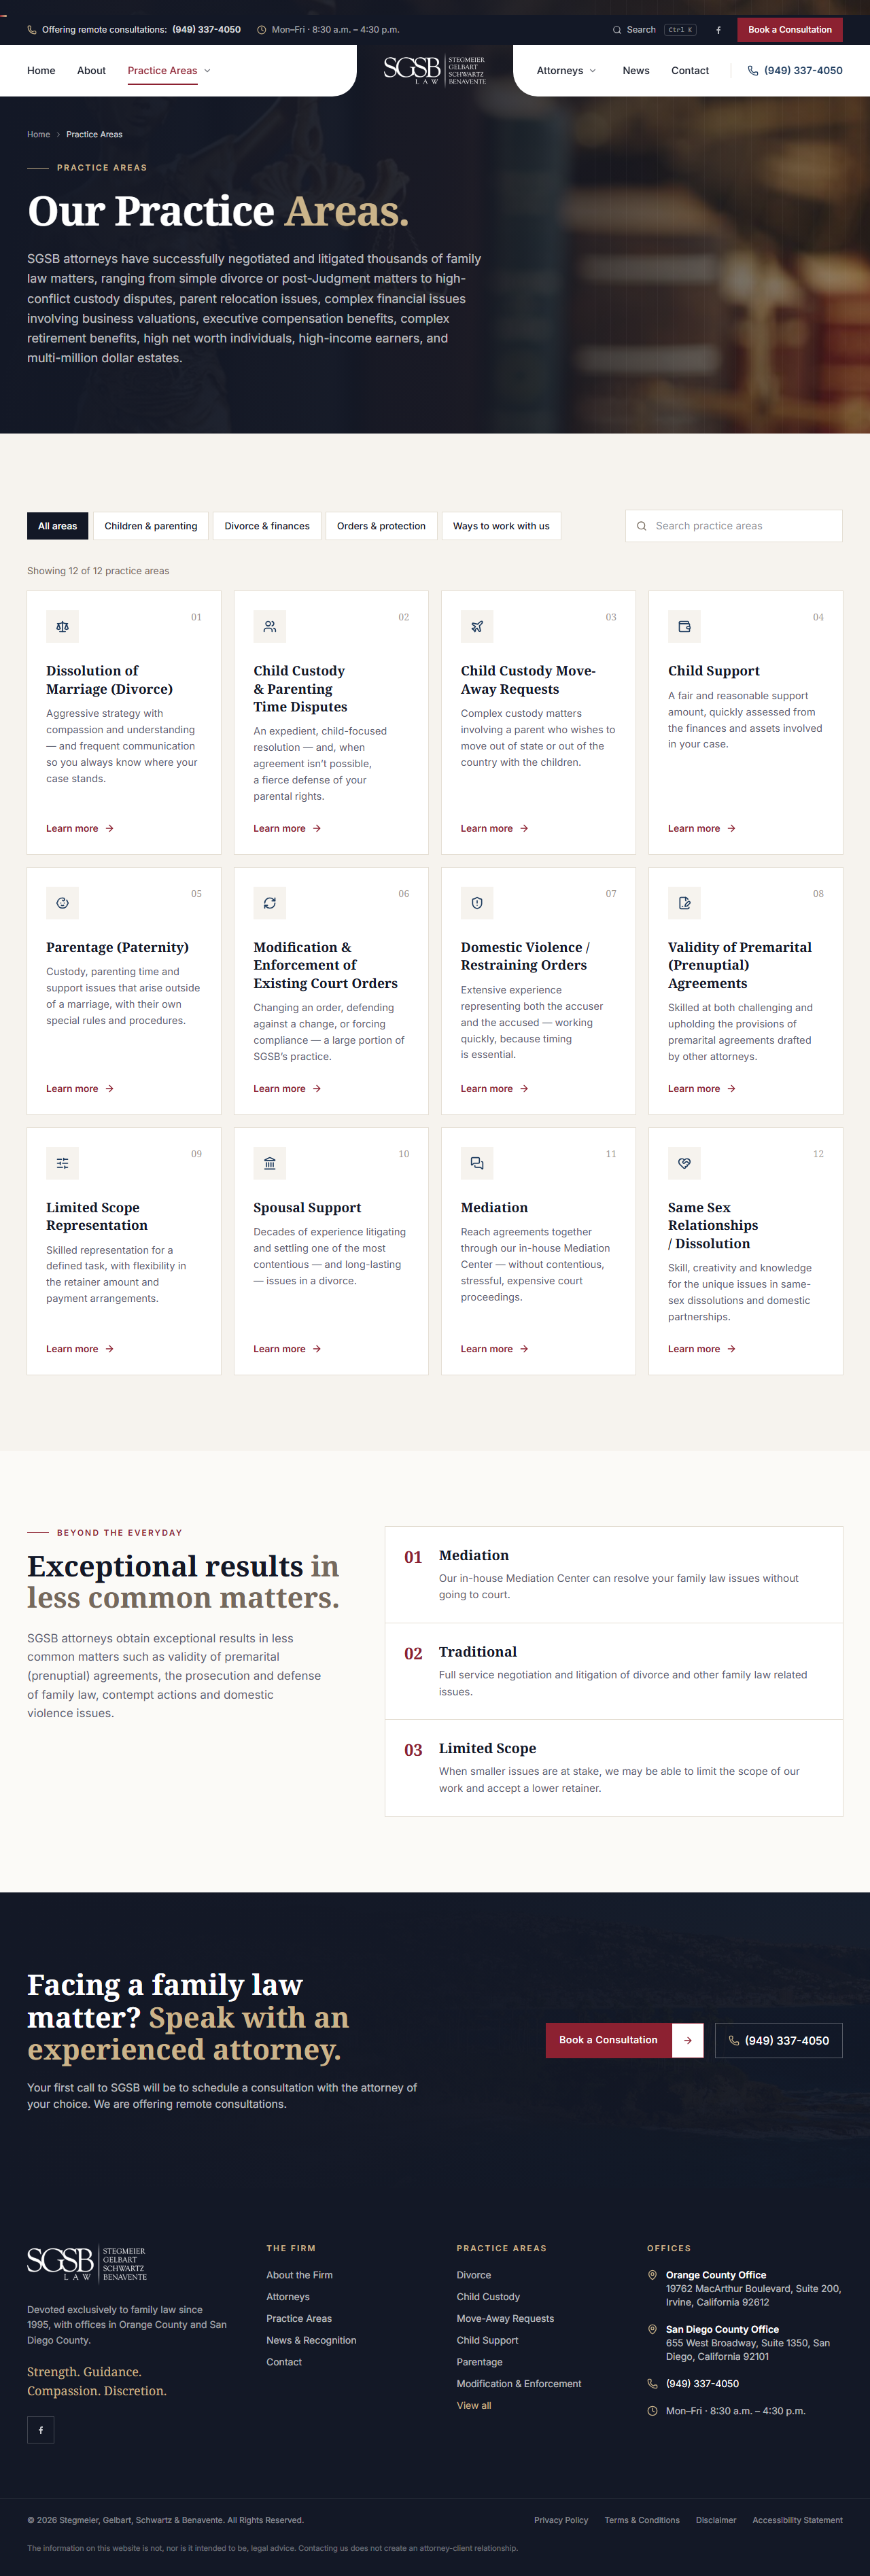 Offering remote consultations: (949) 337-4050
Mon–Fri · 8:30 a.m. – 4:30 p.m.
Search Ctrl K
Book a Consultation
Home
About
Practice Areas
SGSB LAW
STEGMEIER
GELBART
SCHWARTZ
BENAVENTE
Attorneys
News
Contact
(949) 337-4050
Home > Practice Areas
PRACTICE AREAS
Our Practice Areas.
SGSB attorneys have successfully negotiated and litigated thousands of family
law matters, ranging from simple divorce or post-Judgment matters to high-
conflict custody disputes, parent relocation issues, complex financial issues
involving business valuations, executive compensation benefits, complex
retirement benefits, high net worth individuals, high-income earners, and
multi-million dollar estates.
All areas
Children & parenting
Divorce & finances
Orders & protection
Ways to work with us
Search practice areas
Showing 12 of 12 practice areas
01
Dissolution of
Marriage (Divorce)
Aggressive strategy with
compassion and understanding
— and frequent communication
so you always know where your
case stands.
Learn more
02
Child Custody
& Parenting
Time Disputes
An expedient, child-focused
resolution — and, when
agreement isn't possible,
a fierce defense of your
parental rights.
Learn more
03
Child Custody Move-
Away Requests
Complex custody matters
involving a parent who wishes to
move out of state or out of the
country with the children.
Learn more
04
Child Support
A fair and reasonable support
amount, quickly assessed from
the finances and assets involved
in your case.
Learn more
05
Parentage (Paternity)
Custody, parenting time and
support issues that arise outside
of a marriage, with their own
special rules and procedures.
Learn more
06
Modification &
Enforcement of
Existing Court Orders
Changing an order, defending
against a change, or forcing
compliance — a large portion of
SGSB's practice.
Learn more
07
Domestic Violence /
Restraining Orders
Extensive experience
representing both the accuser
and the accused — working
quickly, because timing
is essential.
Learn more
08
Validity of Premarital
(Prenuptial)
Agreements
Skilled at both challenging and
upholding the provisions of
premarital agreements drafted
by other attorneys.
Learn more
09
Limited Scope
Representation
Skilled representation for a
defined task, with flexibility in
the retainer amount and
payment arrangements.
Learn more
10
Spousal Support
Decades of experience litigating
and settling one of the most
contentious — and long-lasting
— issues in a divorce.
Learn more
11
Mediation
Reach agreements together
through our in-house Mediation
Center — without contentious,
stressful, expensive court
proceedings.
Learn more
12
Same Sex
Relationships
/ Dissolution
Skill, creativity and knowledge
for the unique issues in same-
sex dissolutions and domestic
partnerships.
Learn more
BEYOND THE EVERYDAY
Exceptional results in
less common matters.
SGSB attorneys obtain exceptional results in less
common matters such as validity of premarital
(prenuptial) agreements, the prosecution and defense
of family law, contempt actions and domestic
violence issues.
01 Mediation
Our in-house Mediation Center can resolve your family law issues without
going to court.
02 Traditional
Full service negotiation and litigation of divorce and other family law related
issues.
03 Limited Scope
When smaller issues are at stake, we may be able to limit the scope of our
work and accept a lower retainer.
Facing a family law
matter? Speak with an
experienced attorney.
Your first call to SGSB will be to schedule a consultation with the attorney of
your choice. We are offering remote consultations.
Book a Consultation
(949) 337-4050
SGSB LAW
STEGMEIER
GELBART
SCHWARTZ
BENAVENTE
Devoted exclusively to family law since
1995, with offices in Orange County and San
Diego County.
Strength. Guidance.
Compassion. Discretion.
THE FIRM
About the Firm
Attorneys
Practice Areas
News & Recognition
Contact
PRACTICE AREAS
Divorce
Child Custody
Move-Away Requests
Child Support
Parentage
Modification & Enforcement
View all
OFFICES
Orange County Office
19762 MacArthur Boulevard, Suite 200,
Irvine, California 92612
San Diego County Office
655 West Broadway, Suite 1350, San
Diego, California 92101
(949) 337-4050
Mon–Fri · 8:30 a.m. – 4:30 p.m.
© 2026 Stegmeier, Gelbart, Schwartz & Benavente. All Rights Reserved.
Privacy Policy
Terms & Conditions
Disclaimer
Accessibility Statement
The information on this website is not, nor is it intended to be, legal advice. Contacting us does not create an attorney-client relationship.